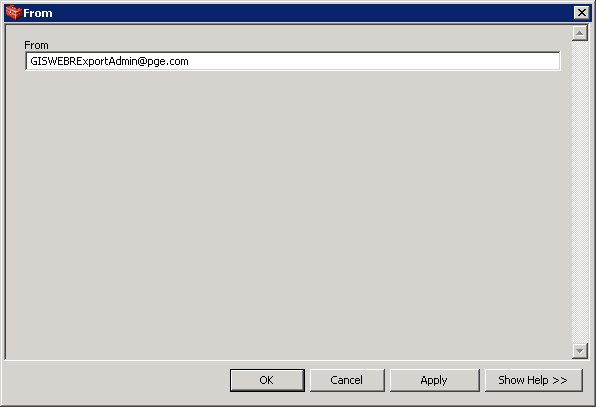 From
From
GISWEBRExportAdmin@pge.com
OK
Cancel
Apply
Show Help >>